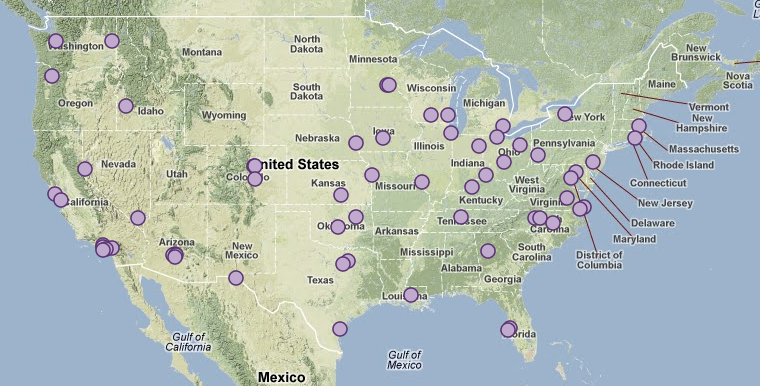 G
New
Brunswick
Nova
Scotia
Maine
Washington
Montana
North
Dakota
Minnesota
Wisconsin
Michigan
Vermont
New
Hampshire
Oregon
Idaho
South
Dakota
Wyoming
New York
Massachusetts
Nebraska
Iowa
Illinois
Ohio
Pennsylvania
Rhode Island
Nevada
Utah
Colorado
United States
Indiana
West
Virginia
Connecticut
California
Kansas
Missouri
Kentucky
Virginia
New Jersey
Delaware
Maryland
Arizona
New
Mexico
Oklahoma
Arkansas
Tennessee
Carolina
South
Carolina
District of
Columbia
Mississippi
Alabama
Georgia
Texas
Louisiana
Florida
Gulf of
California
Gulf of
Mexico
Mexico